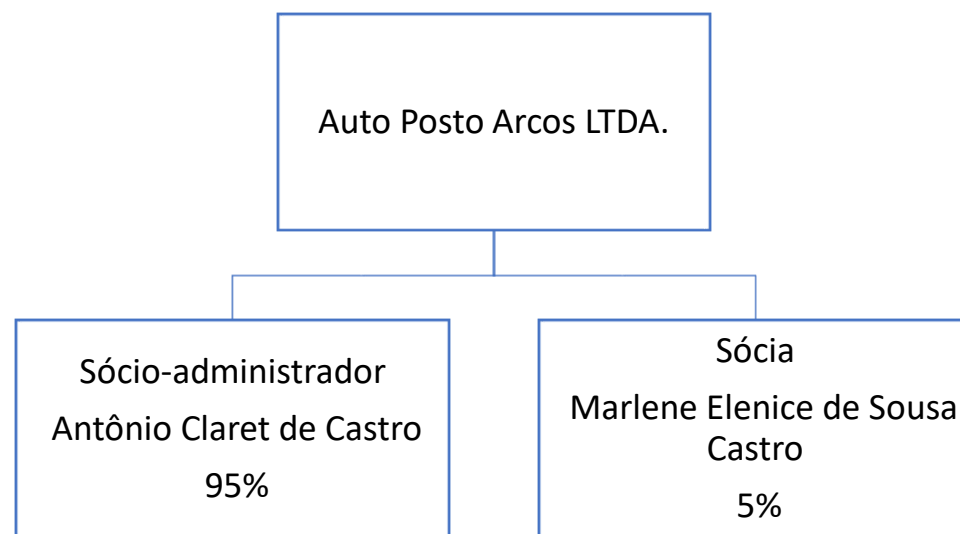 Auto Posto Arcos LTDA.
Sócio-administrador
Antônio Claret de Castro
95%
Sócia
Marlene Elenice de Sousa
Castro
5%